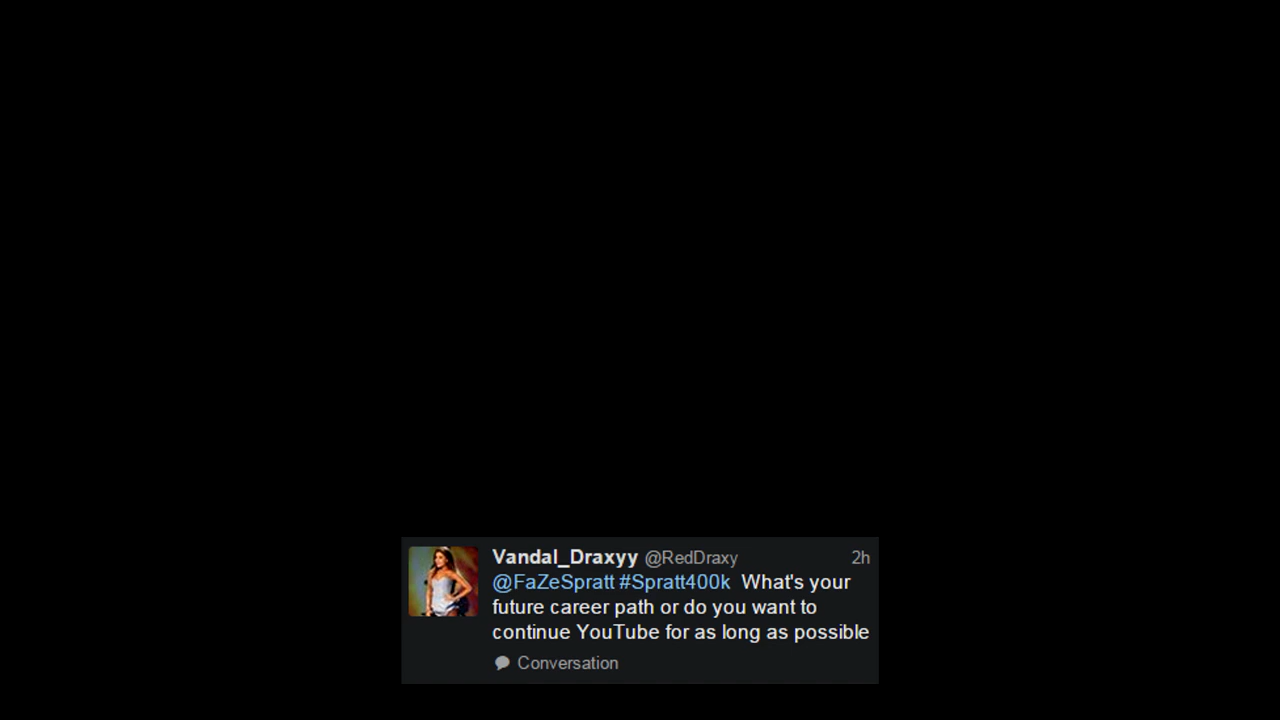 Vandal_Draxyy @RedDraxy 2h
@FaZeSpratt #Spratt400k What's your
future career path or do you want to
continue YouTube for as long as possible
Conversation